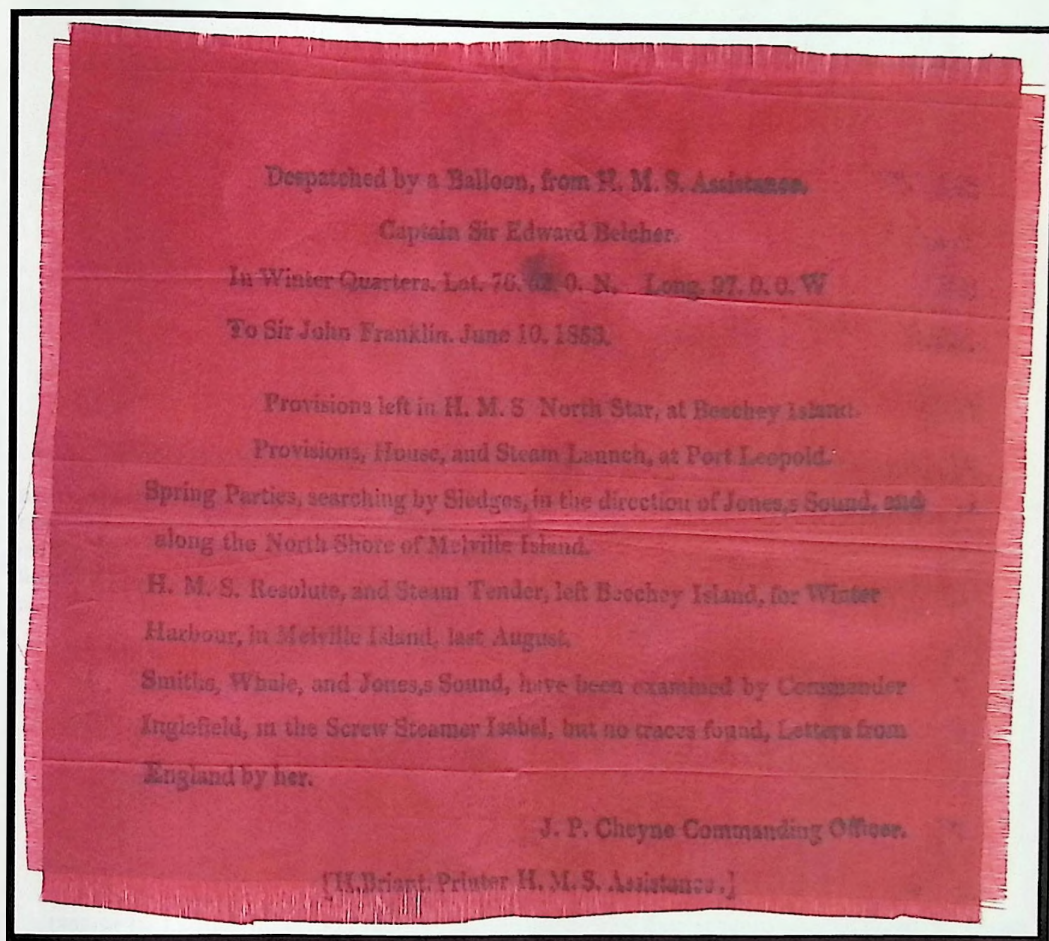 Despatched by a Balloon, from H. M. S. Assistance.
Captain Sir Edward Belcher.
In Winter Quarters. Lat. 76. 0. N. Long. 97. 0. 0. W
To Sir John Franklin. June 10. 1853.
Provisions left in H. M. S North Star, at Beechey Island.
Provisions, House, and Steam Launch, at Port Leopold.
Spring Parties, searching by Sledges, in the direction of Jones,s Sound, and
along the North Shore of Melville Island.
H. M. S. Resolute, and Steam Tender, left Beechey Island, for Winter
Harbour, in Melville Island, last August.
Smiths, Whale, and Jones,s Sound, have been examined by Commander
Inglefield, in the Screw Steamer Isabel, but no traces found, Letters from
England by her.
J. P. Cheyne Commanding Officer.
[H.Briant. Printer H. M. S. Assistance.]